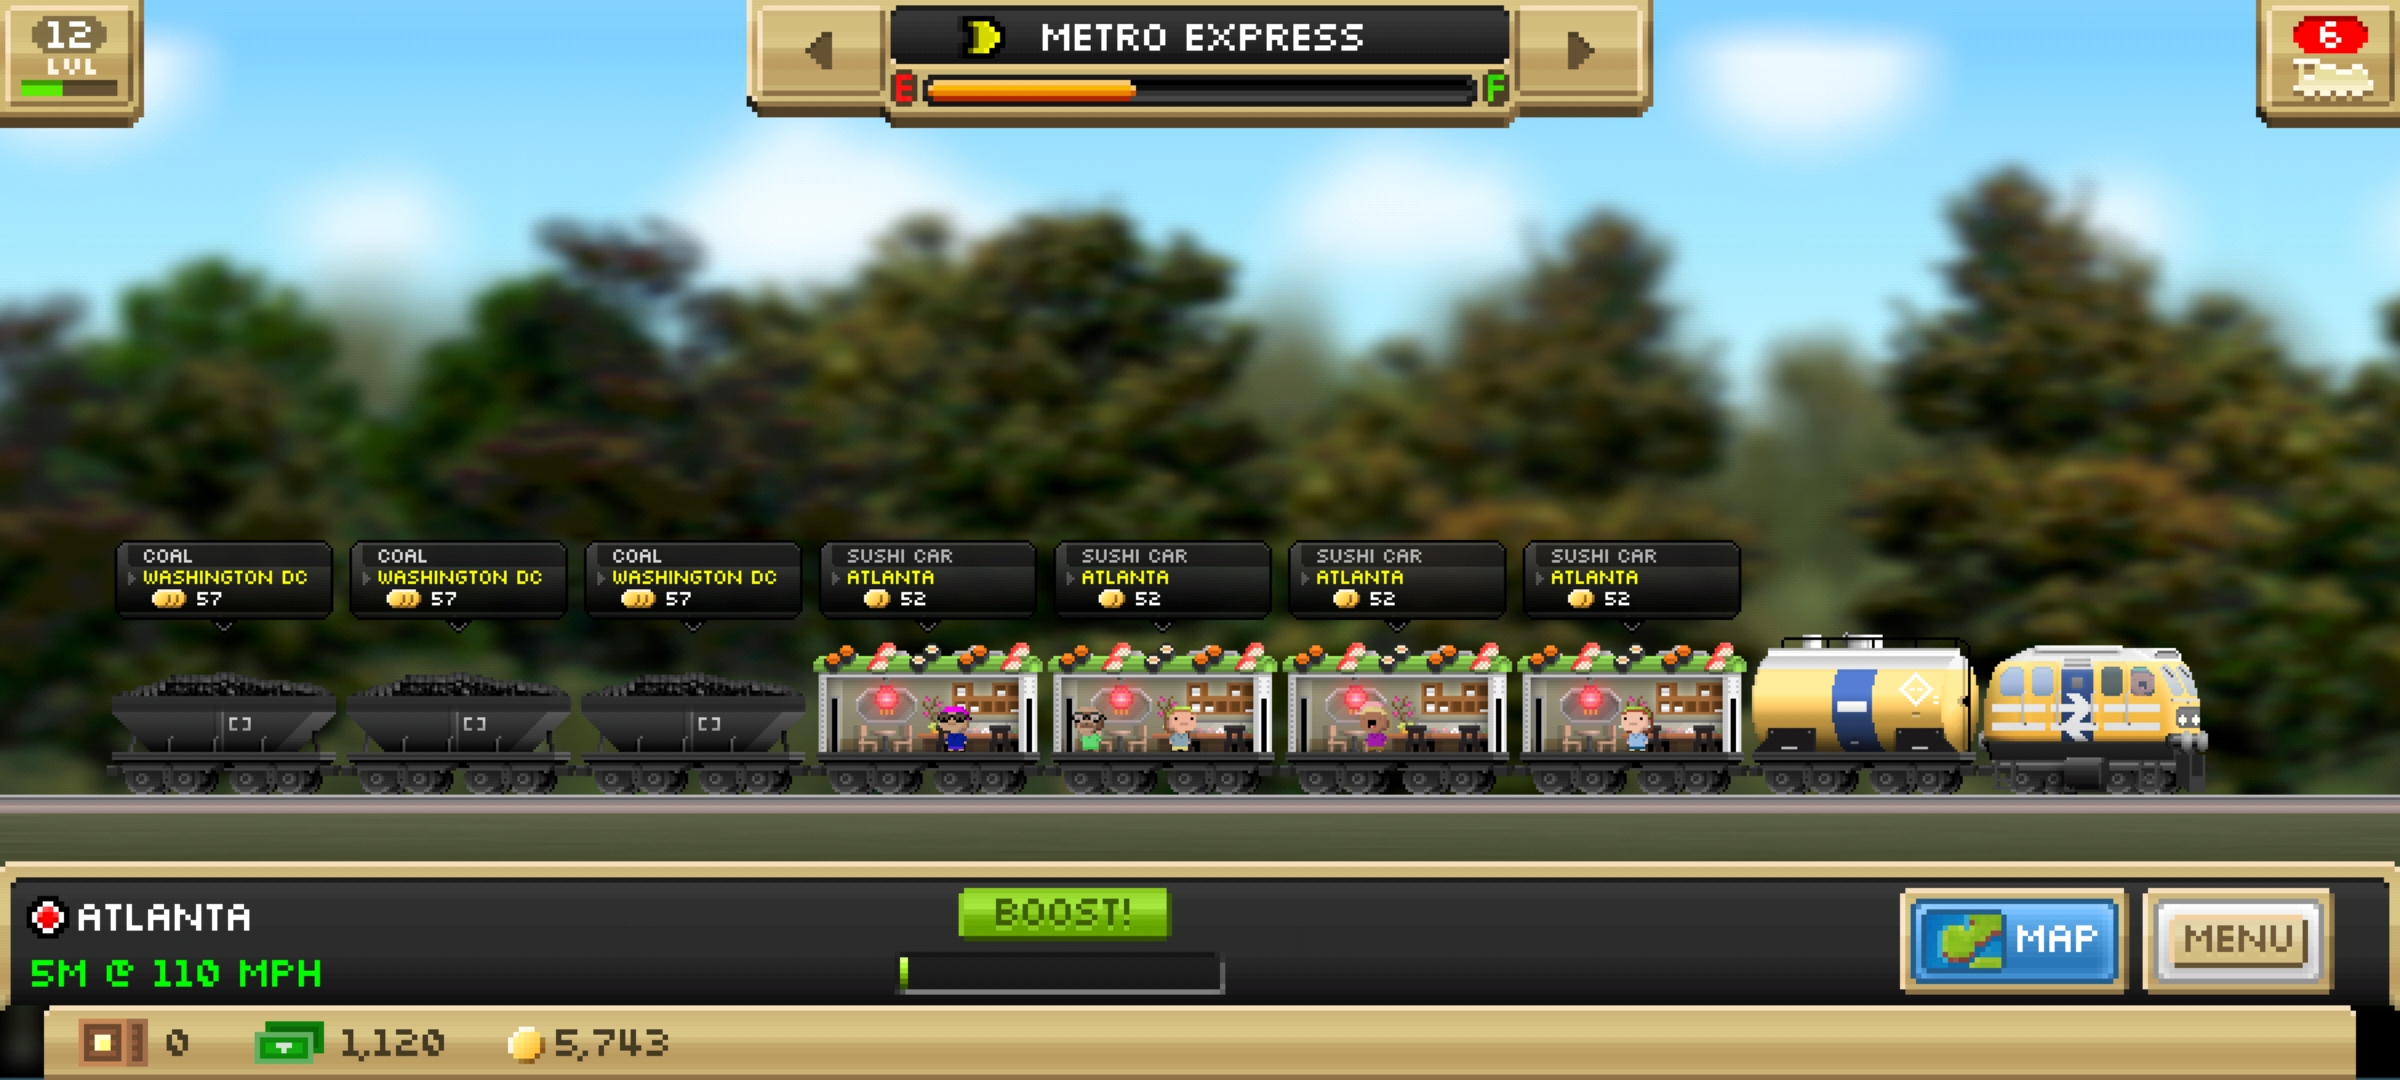 12
LVL
METRO EXPRESS
E
F
6
COAL
WASHINGTON DC
57
COAL
WASHINGTON DC
57
COAL
WASHINGTON DC
57
SUSHI CAR
ATLANTA
52
SUSHI CAR
ATLANTA
52
SUSHI CAR
ATLANTA
52
SUSHI CAR
ATLANTA
52
ATLANTA
5M @ 110 MPH
BOOST!
MAP
MENU
0
1,120
5,743